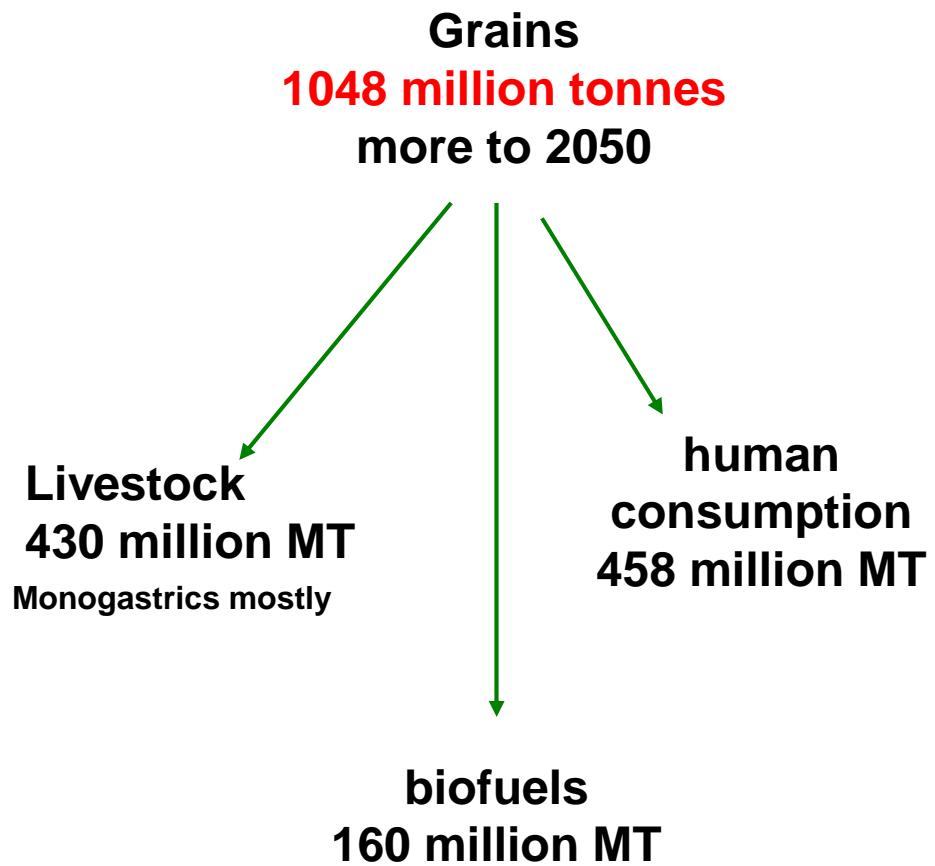 Grains
1048 million tonnes
more to 2050
Livestock
430 million MT
Monogastrics mostly
human
consumption
458 million MT
biofuels
160 million MT